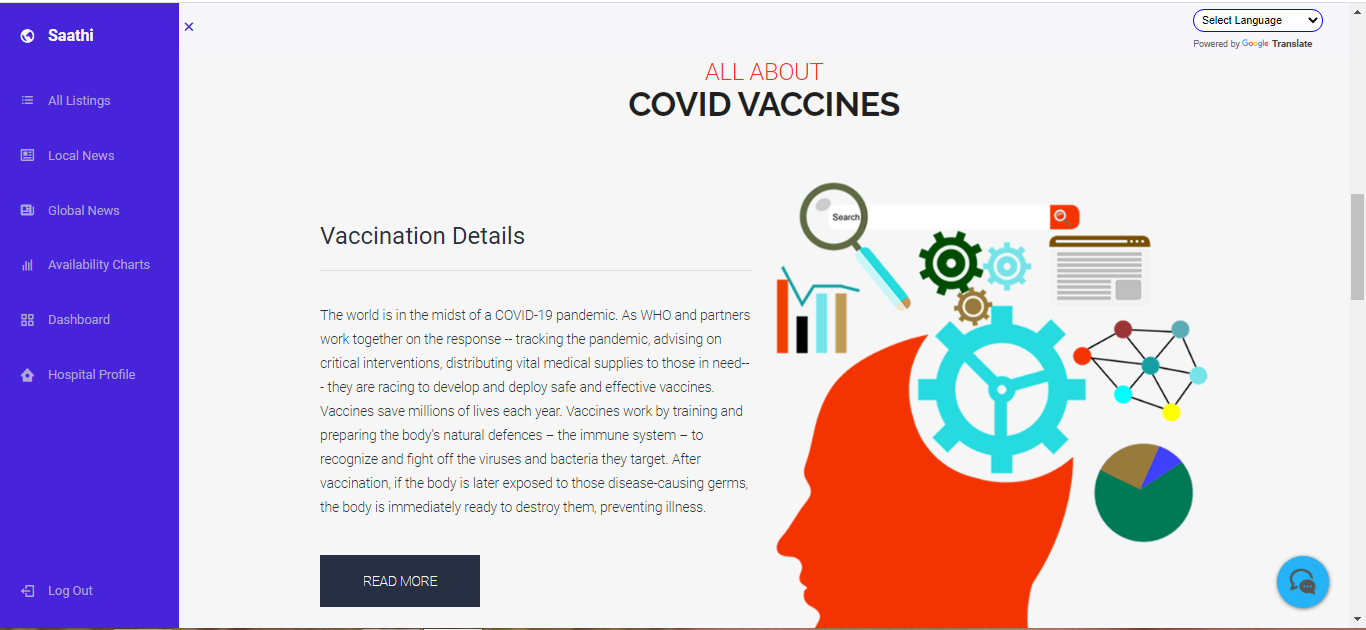 Saathi
All Listings
Local News
Global News
Availability Charts
Dashboard
Hospital Profile
Log Out
Select Language
Powered by Google Translate
ALL ABOUT
COVID VACCINES
Vaccination Details
The world is in the midst of a COVID-19 pandemic. As WHO and partners
work together on the response -- tracking the pandemic, advising on
critical interventions, distributing vital medical supplies to those in need--
- they are racing to develop and deploy safe and effective vaccines.
Vaccines save millions of lives each year. Vaccines work by training and
preparing the body's natural defences – the immune system – to
recognize and fight off the viruses and bacteria they target. After
vaccination, if the body is later exposed to those disease-causing germs,
the body is immediately ready to destroy them, preventing illness.
READ MORE
Search